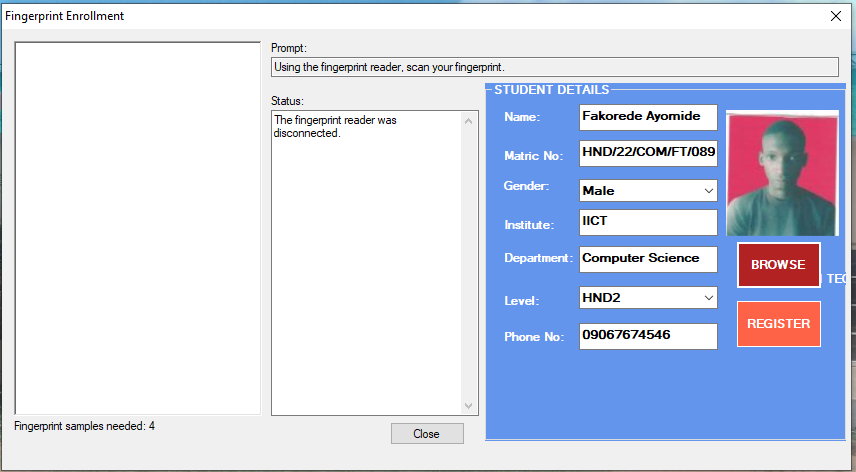 Fingerprint Enrollment
Prompt:
Using the fingerprint reader, scan your fingerprint.
Status:
The fingerprint reader was
disconnected.
STUDENT DETAILS
Name: Fakorede Ayomide
Matric No: HND/22/COM/FT/089
Gender: Male
Institute: IICT
Department: Computer Science
Level: HND2
Phone No: 09067674546
BROWSE
TEC
REGISTER
Fingerprint samples needed: 4
Close